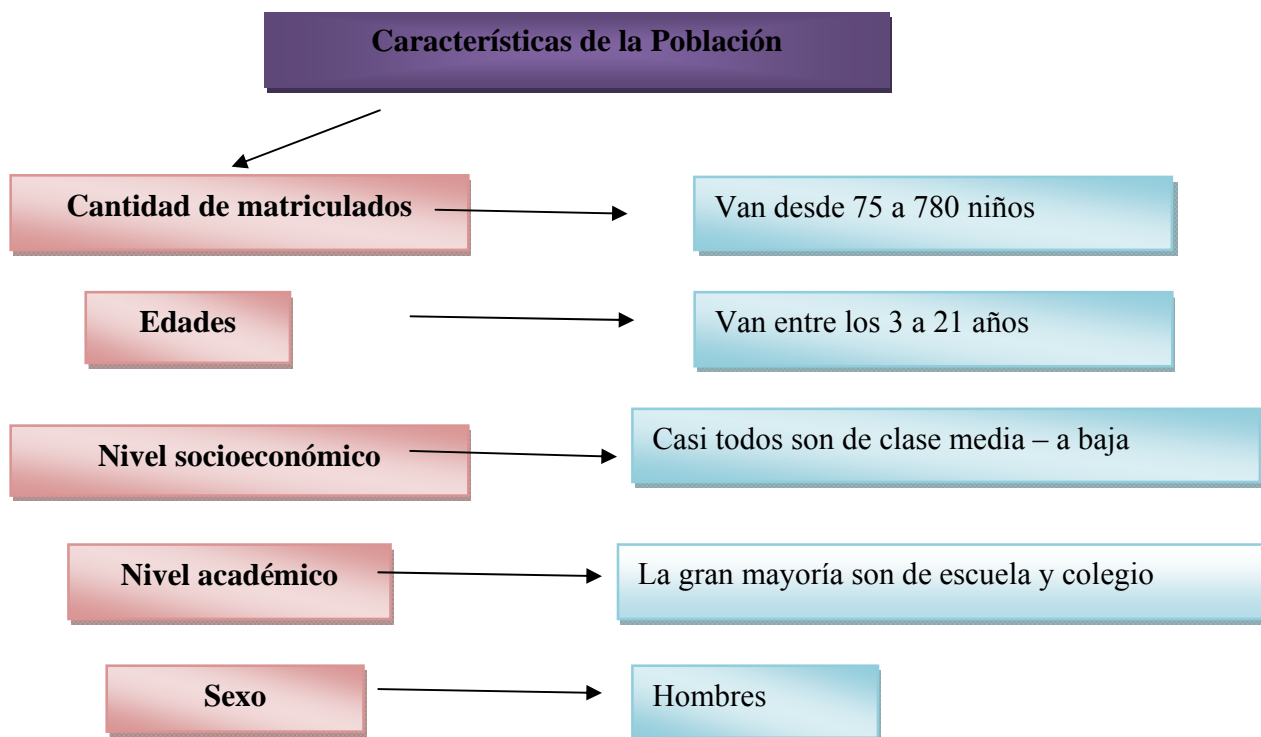 Características de la Población
Cantidad de matriculados
Van desde 75 a 780 niños
Edades
Van entre los 3 a 21 años
Nivel socioeconómico
Casi todos son de clase media – a baja
Nivel académico
La gran mayoría son de escuela y colegio
Sexo
Hombres